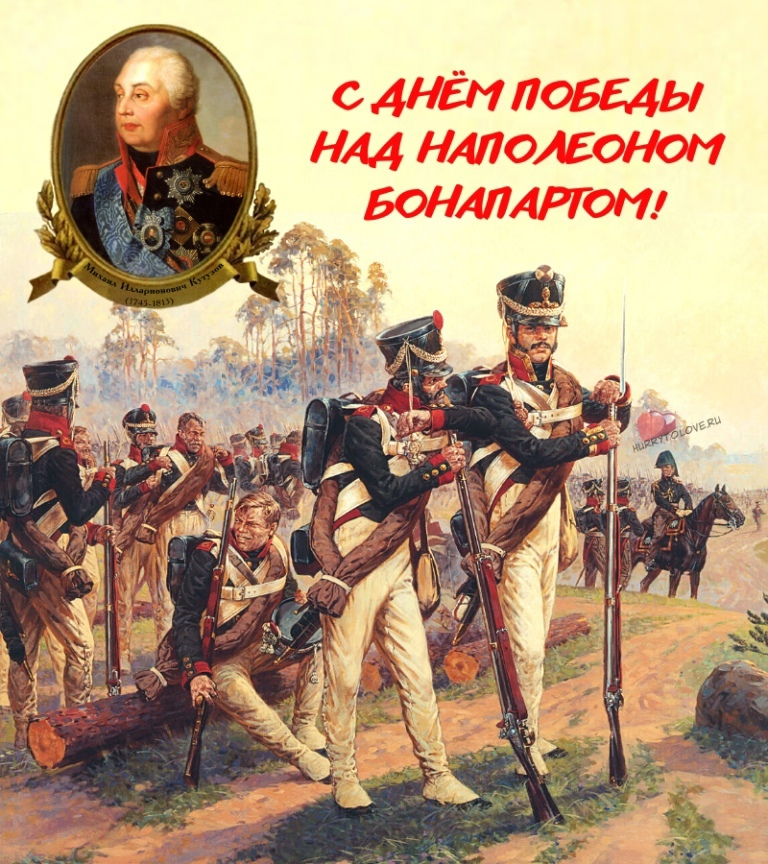 С ДНЁМ ПОБЕДЫ
НАД НАПОЛЕОНОМ
БОНАПАРТОМ!
Михаил Илларионович Кутузов
(1745-1813)
HURRYTOLOVE.RU